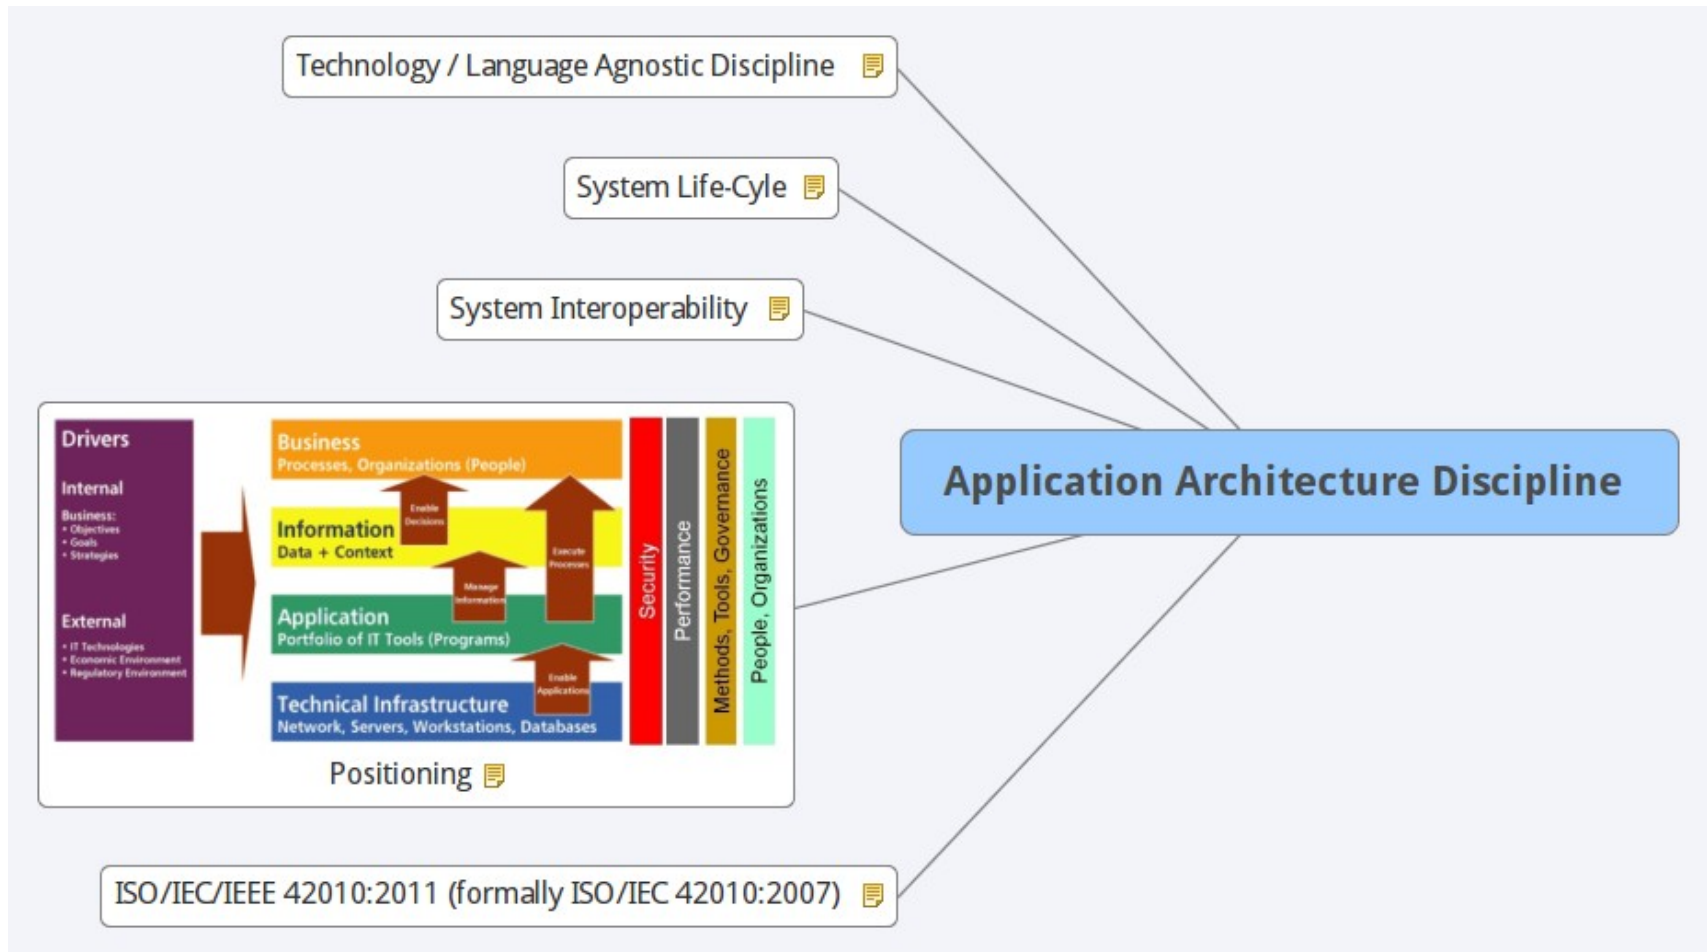 Technology / Language Agnostic Discipline
System Life-Cyle
System Interoperability
Application Architecture Discipline
Drivers
Internal
Business:
• Objectives
• Goals
• Strategies
External
• IT Technologies
• Economic Environment
• Regulatory Environment
Business
Processes, Organizations (People)
Enable
Decisions
Information
Data + Context
Execute
Processes
Manage
Information
Application
Portfolio of IT Tools (Programs)
Enable
Applications
Technical Infrastructure
Network, Servers, Workstations, Databases
Security
Performance
Methods, Tools, Governance
People, Organizations
Positioning
ISO/IEC/IEEE 42010:2011 (formally ISO/IEC 42010:2007)